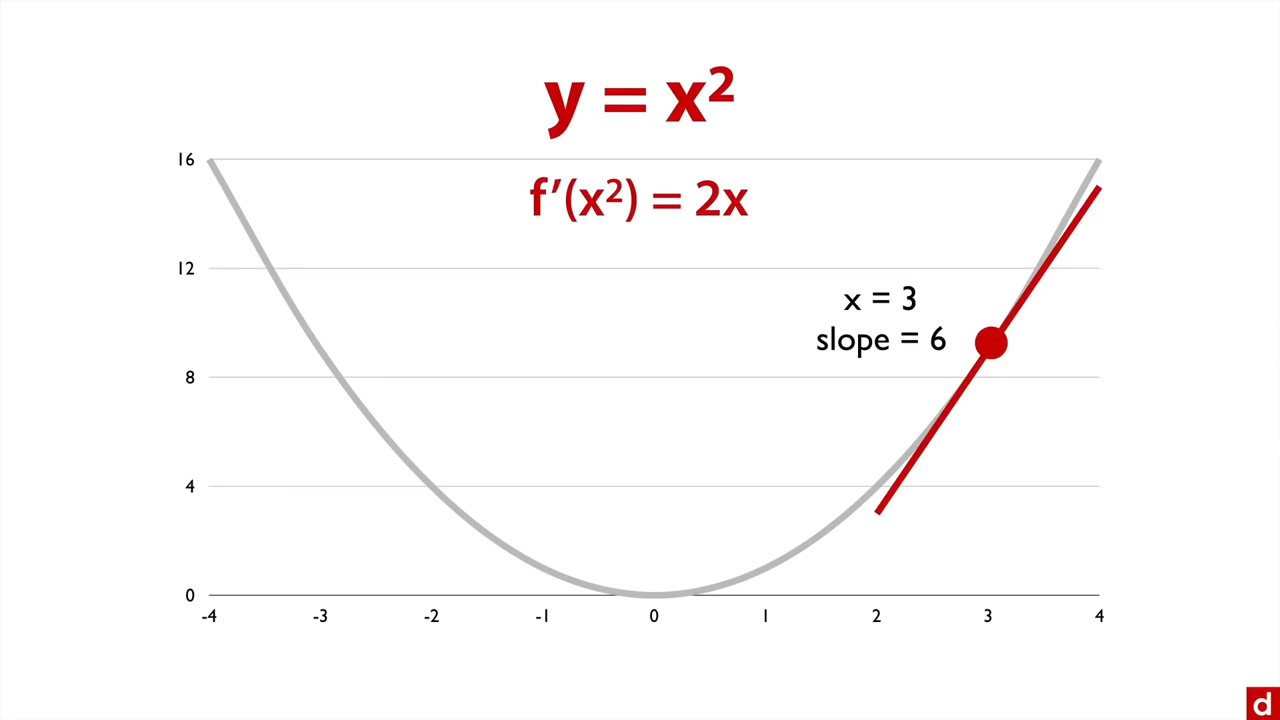 y = x²
16
f′(x²) = 2x
12
x = 3
slope = 6
8
4
0
-4 -3 -2 -1 0 1 2 3 4
d